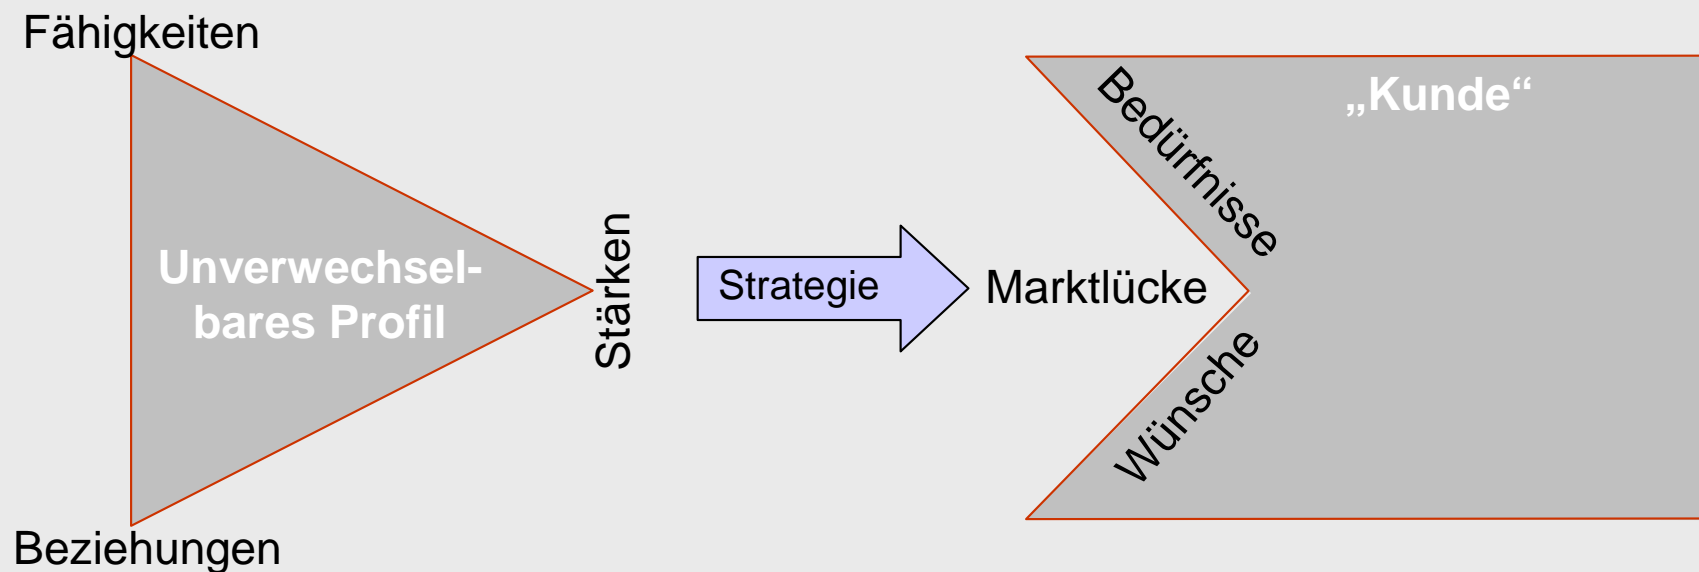 Fähigkeiten
Unverwechsel-
bares Profil
Beziehungen
Stärken
Strategie
Marktlücke
Bedürfnisse
Wünsche
„Kunde“